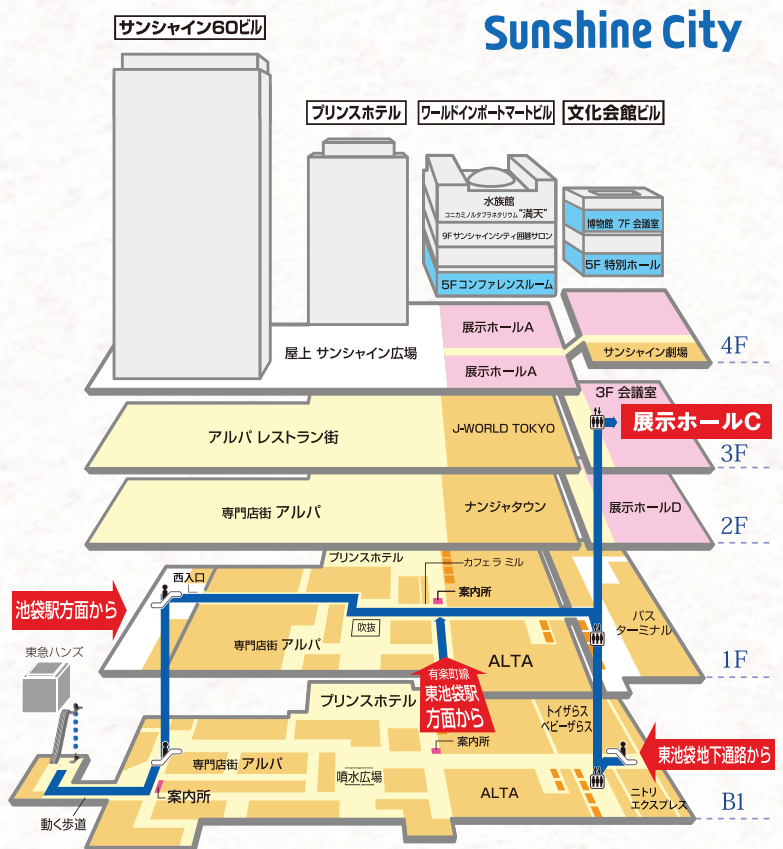 Sunshine City
サンシャイン60ビル
プリンスホテル
ワールドインポートマートビル
文化会館ビル
水族館
コニカミノルタプラネタリウム"満天"
9F サンシャインシティ囲碁サロン
5F コンファレンスルーム
博物館 7F 会議室
5F 特別ホール
屋上 サンシャイン広場
展示ホールA
展示ホールA
サンシャイン劇場
4F
アルパ レストラン街
J-WORLD TOKYO
3F 会議室
展示ホールC
3F
専門店街 アルパ
ナンジャタウン
展示ホールD
2F
プリンスホテル
西入口
カフェ ラ ミル
案内所
池袋駅方面から
吹抜
専門店街 アルパ
バス
ターミナル
ALTA
1F
東急ハンズ
有楽町線
東池袋駅
方面から
プリンスホテル
トイザらス
ベビーザらス
案内所
東池袋地下通路から
専門店街 アルパ
噴水広場
案内所
ALTA
ニトリ
エクスプレス
B1
動く歩道